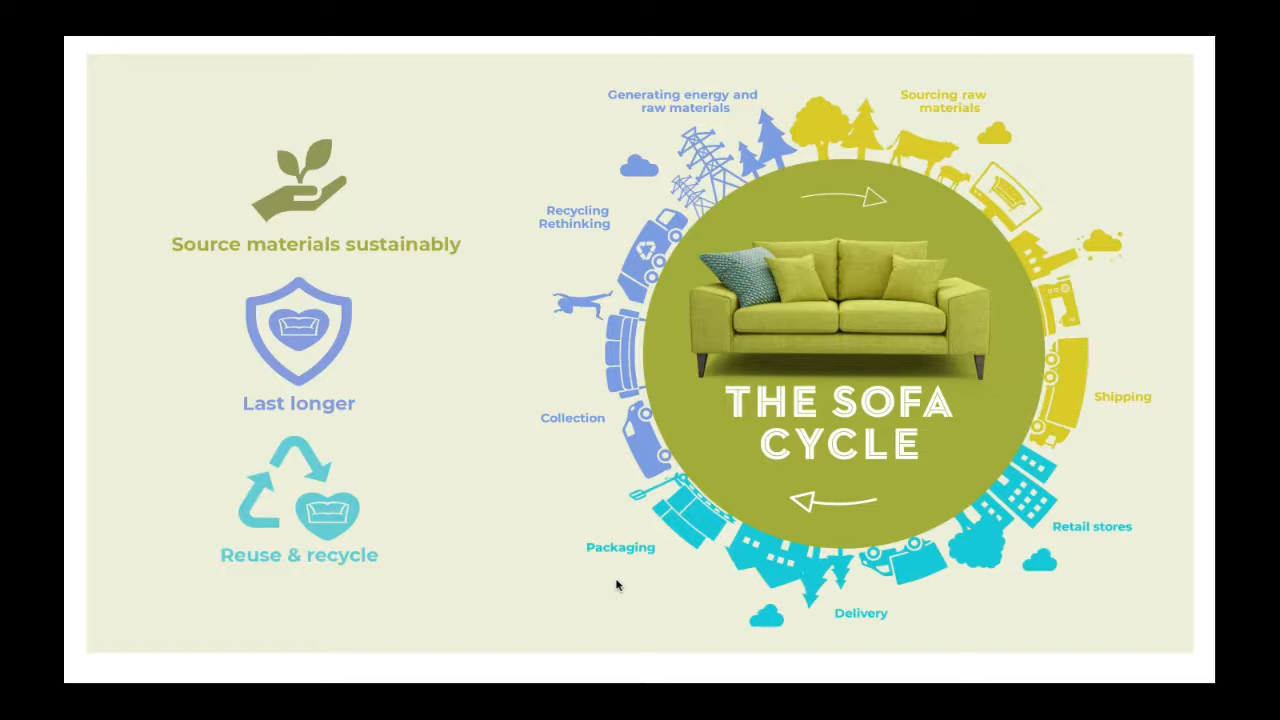 Source materials sustainably
Last longer
Reuse & recycle
Generating energy and
raw materials
Sourcing raw
materials
Recycling
Rethinking
THE SOFA
CYCLE
Shipping
Collection
Retail stores
Packaging
Delivery